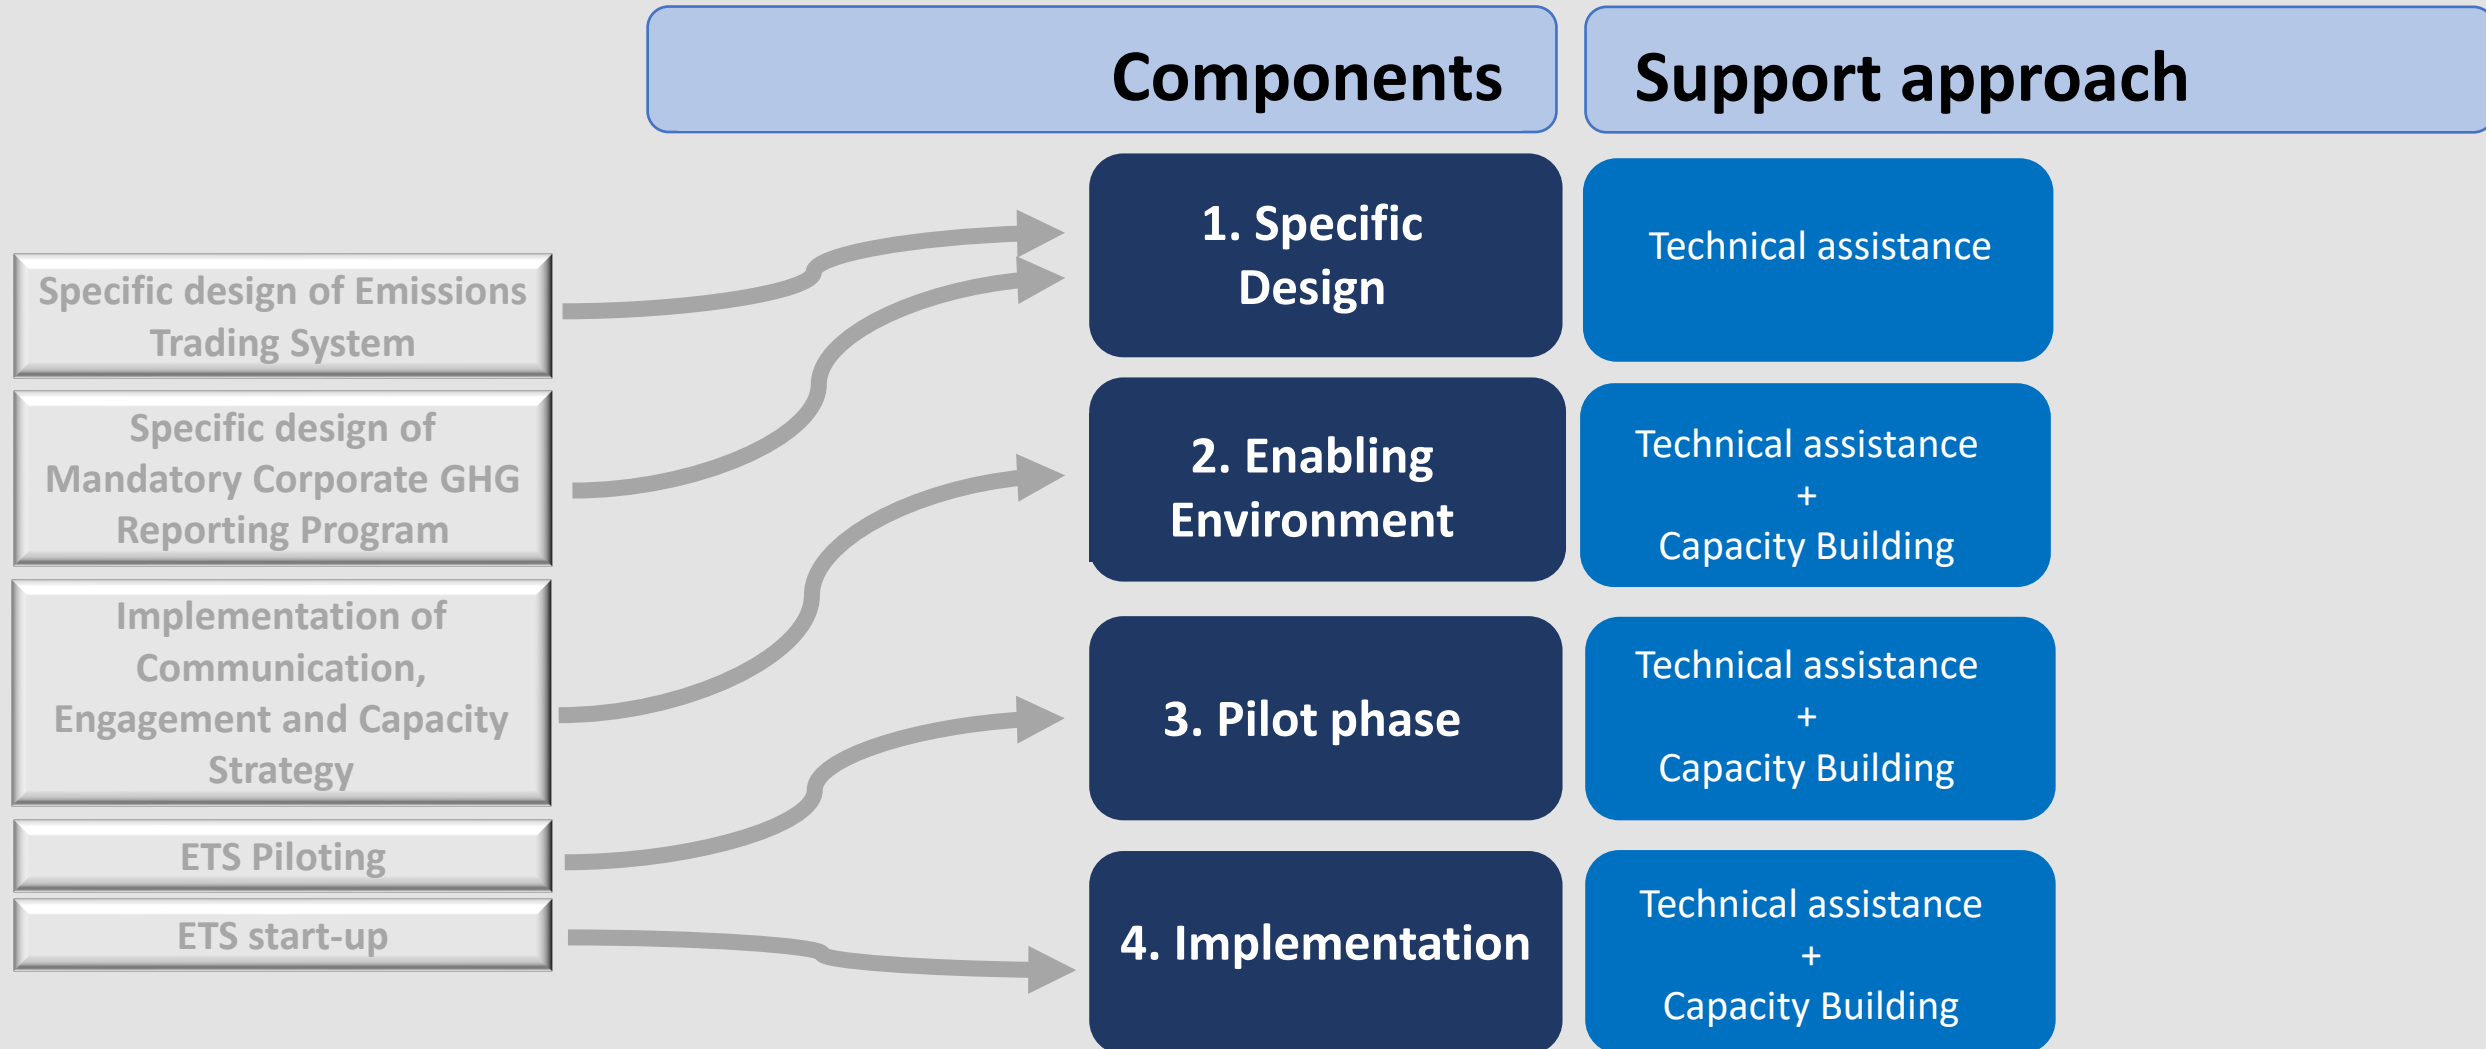 Components
Support approach
Specific design of Emissions
Trading System
Specific design of
Mandatory Corporate GHG
Reporting Program
Implementation of
Communication,
Engagement and Capacity
Strategy
ETS Piloting
ETS start-up
1. Specific
Design
2. Enabling
Environment
3. Pilot phase
4. Implementation
Technical assistance
Technical assistance
+
Capacity Building
Technical assistance
+
Capacity Building
Technical assistance
+
Capacity Building